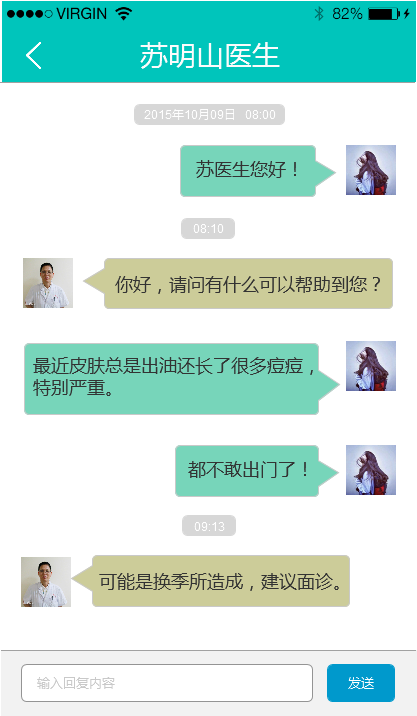 VIRGIN 82%
苏明山医生
2015年10月09日 08:00
苏医生您好！
08:10
你好，请问有什么可以帮助到您？
最近皮肤总是出油还长了很多痘痘，
特别严重。
都不敢出门了！
09:13
可能是换季所造成，建议面诊。
输入回复内容 发送